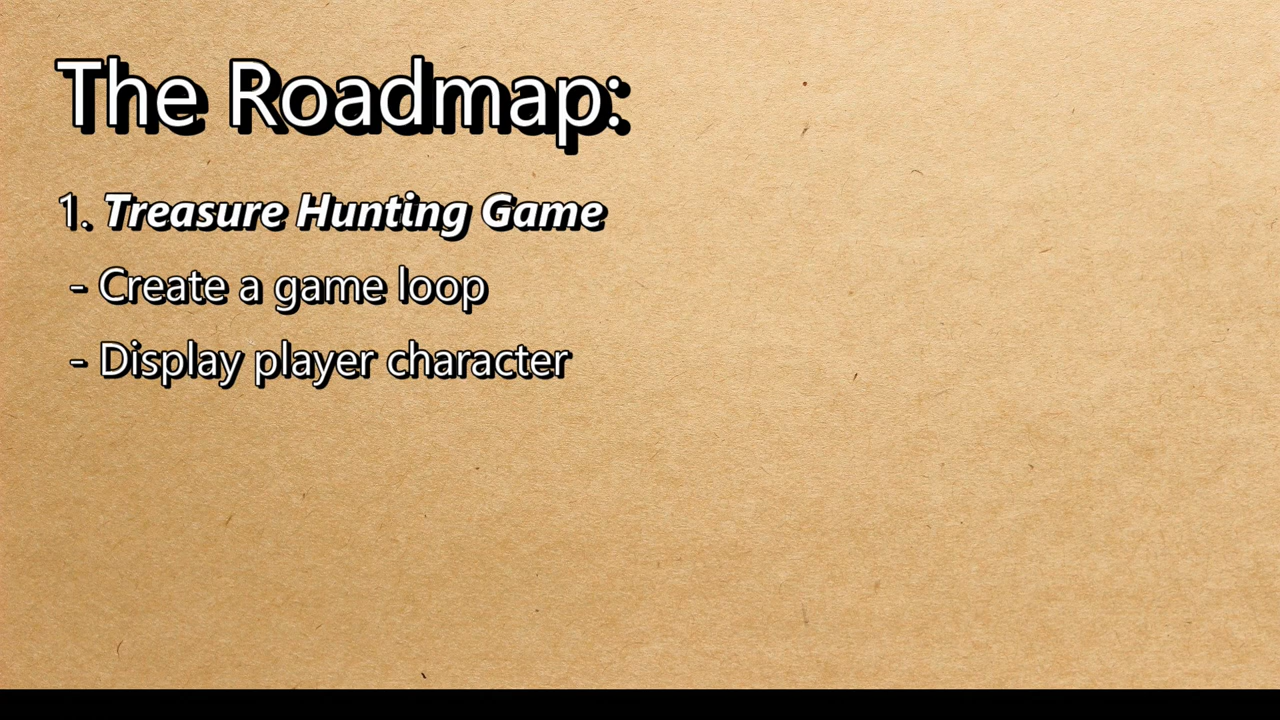 The Roadmap:
1. Treasure Hunting Game
- Create a game loop
- Display player character